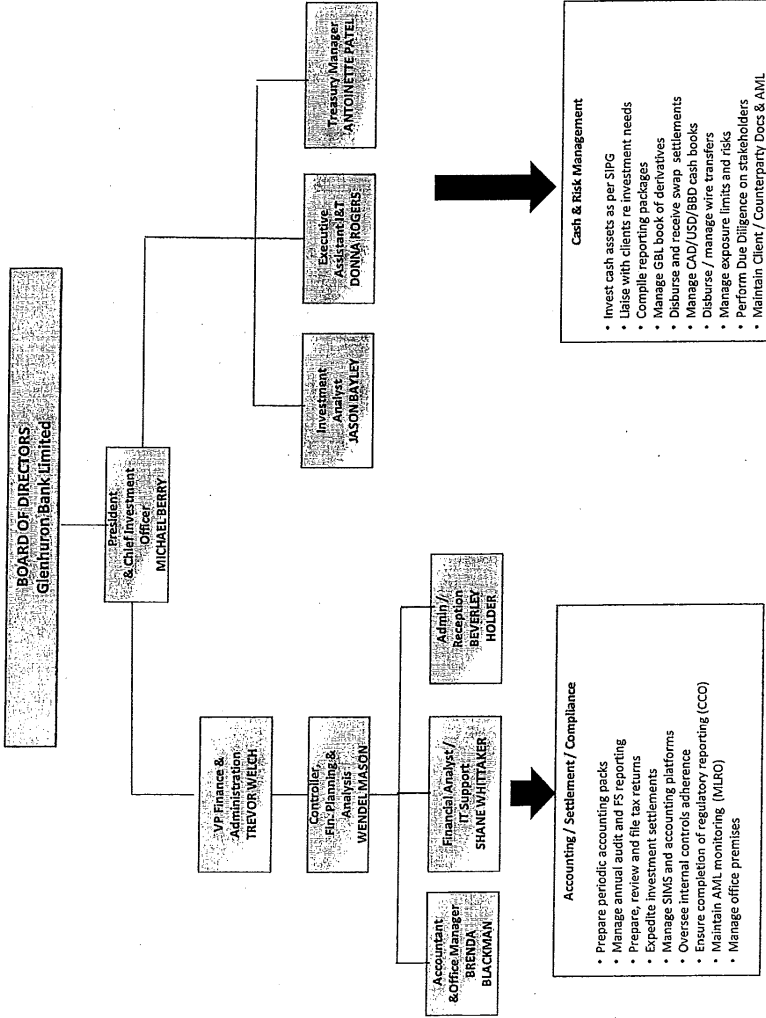 BOARD OF DIRECTORS
Glenhuron Bank Limited
President
& Chief Investment
Officer
MICHAEL BERRY
VP Finance &
Administration
TREVOR WELCH
Controller,
Fin. Planning &
Analysis
WENDEL MASON
Accountant
&Office Manager
BRENDA
BLACKMAN
Financial Analyst /
IT Support
SHANE WHITTAKER
Admin /
Reception
BEVERLEY
HOLDER
Investment
Analyst
JASON BAYLEY
Executive
Assistant I&T
DONNA ROGERS
Treasury Manager
ANTOINETTE PATEL
Accounting / Settlement / Compliance
• Prepare periodic accounting packs
• Manage annual audit and FS reporting
• Prepare, review and file tax returns
• Expedite investment settlements
• Manage SIMS and accounting platforms
• Oversee internal controls adherence
• Ensure completion of regulatory reporting (CCO)
• Maintain AML monitoring (MLRO)
• Manage office premises
Cash & Risk Management
• Invest cash assets as per SIPG
• Liaise with clients re investment needs
• Compile reporting packages
• Manage GBL book of derivatives
• Disburse and receive swap settlements
• Manage CAD/USD/BBD cash books
• Disburse / manage wire transfers
• Manage exposure limits and risks
• Perform Due Diligence on stakeholders
• Maintain Client / Counterparty Docs & AML